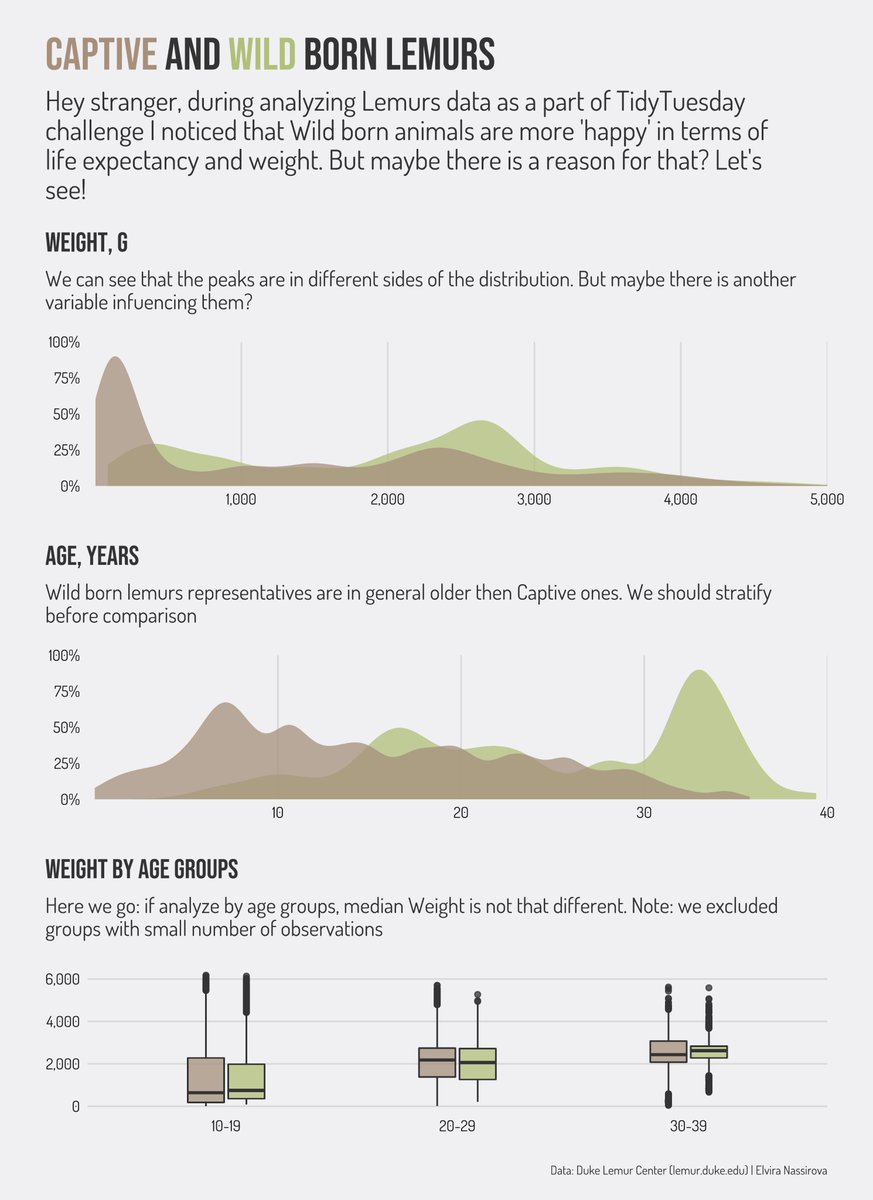 CAPTIVE AND WILD BORN LEMURS
Hey stranger, during analyzing Lemurs data as a part of TidyTuesday
challenge I noticed that Wild born animals are more 'happy' in terms of
life expectancy and weight. But maybe there is a reason for that? Let's
see!
WEIGHT, G
We can see that the peaks are in different sides of the distribution. But maybe there is another
variable infuencing them?
100%
75%
50%
25%
0%
1,000 2,000 3,000 4,000 5,000
AGE, YEARS
Wild born lemurs representatives are in general older then Captive ones. We should stratify
before comparison
100%
75%
50%
25%
0%
10 20 30 40
WEIGHT BY AGE GROUPS
Here we go: if analyze by age groups, median Weight is not that different. Note: we excluded
groups with small number of observations
6,000
4,000
2,000
0
10-19 20-29 30-39
Data: Duke Lemur Center (lemur.duke.edu) | Elvira Nassirova